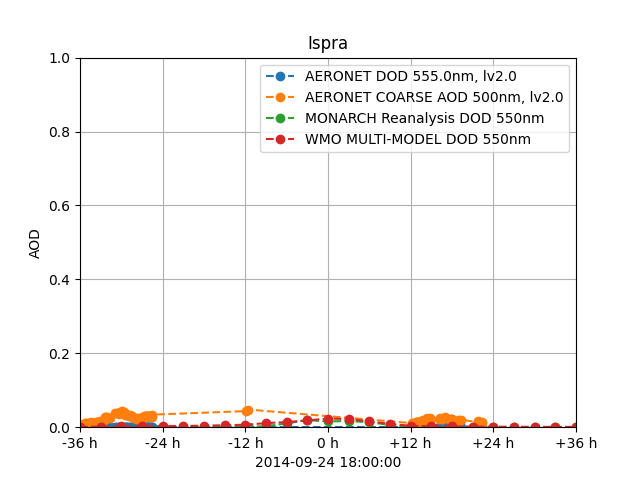 Ispra
AERONET DOD 555.0nm, lv2.0
AERONET COARSE AOD 500nm, lv2.0
MONARCH Reanalysis DOD 550nm
WMO MULTI-MODEL DOD 550nm
1.0
0.8
0.6
0.4
0.2
0.0
AOD
-36 h -24 h -12 h 0 h +12 h +24 h +36 h
2014-09-24 18:00:00